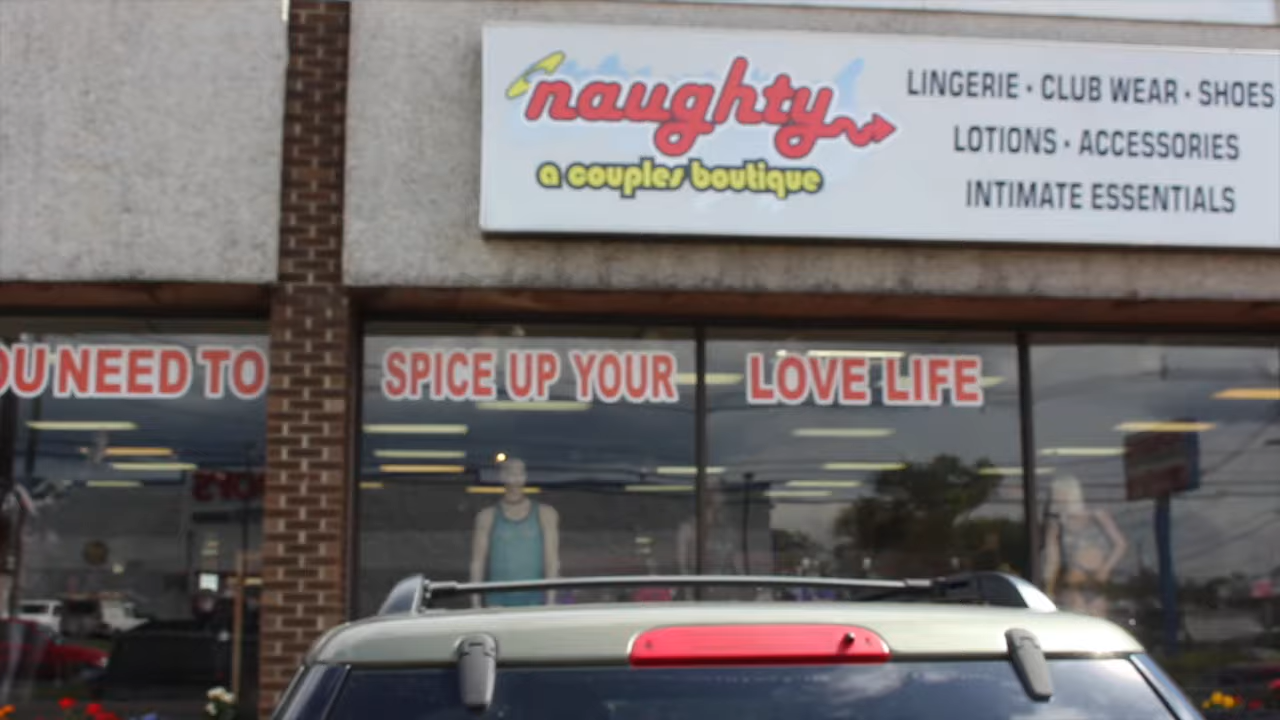 naughty
a couples boutique
LINGERIE · CLUB WEAR · SHOES
LOTIONS · ACCESSORIES
INTIMATE ESSENTIALS
OU NEED TO SPICE UP YOUR LOVE LIFE